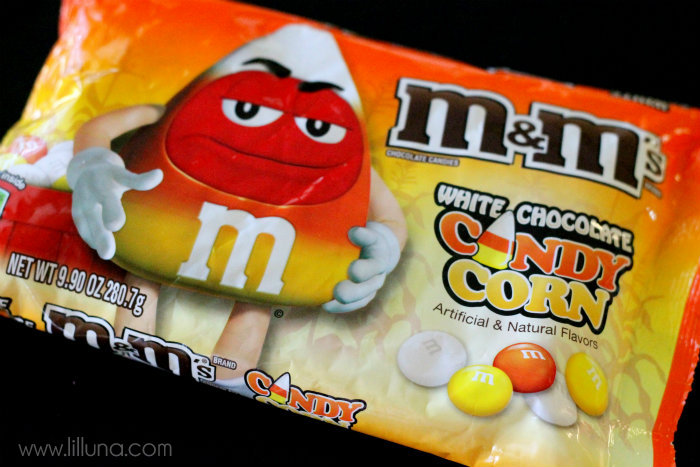 m&m's
CHOCOLATE CANDIES
WHITE CHOCOLATE
CANDY
CORN
Artificial & Natural Flavors
m
inside
NET WT 9.90 OZ 280.7g
©
m&m's BRAND
CANDY
m
m
m
m
www.lilluna.com